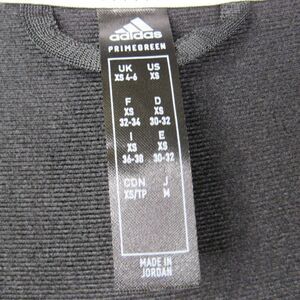 adidas
PRIMEGREEN
UK US
XS 4-6 XS
F D
XS XS
32-34 30-32
I E
XS XS
36-38 30-32
CDN J
XS/TP M
MADE IN
JORDAN